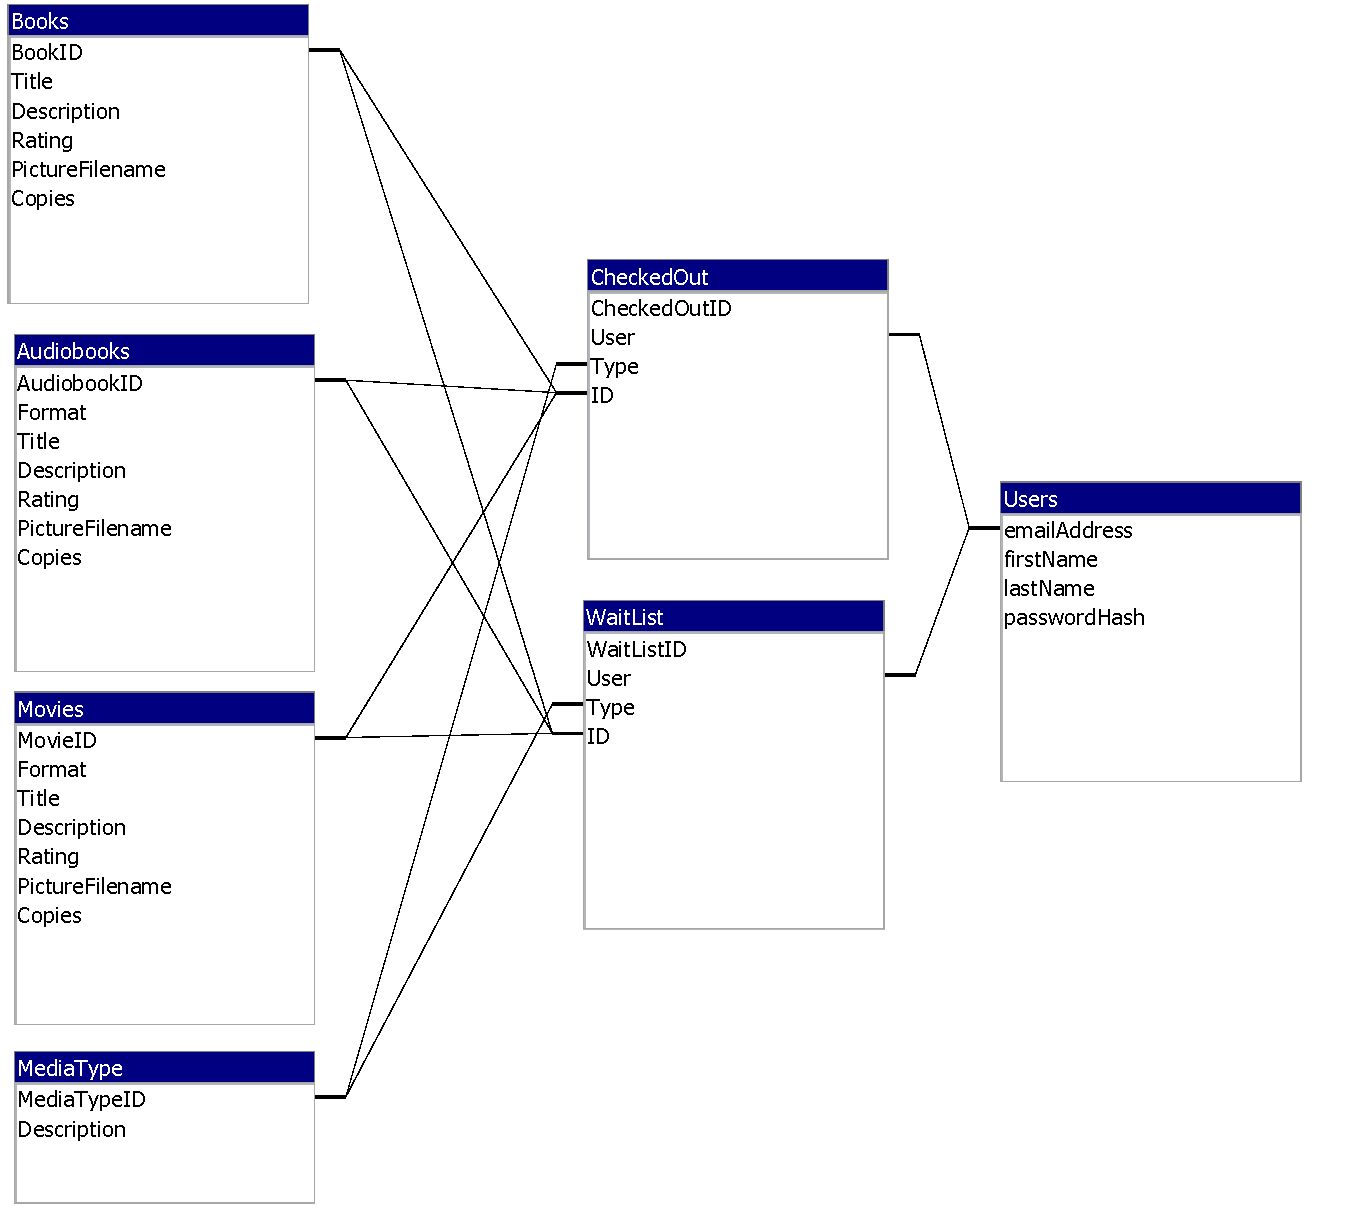 Books
BookID
Title
Description
Rating
PictureFilename
Copies
Audiobooks
AudiobookID
Format
Title
Description
Rating
PictureFilename
Copies
Movies
MovieID
Format
Title
Description
Rating
PictureFilename
Copies
MediaType
MediaTypeID
Description
CheckedOut
CheckedOutID
User
Type
ID
WaitList
WaitListID
User
Type
ID
Users
emailAddress
firstName
lastName
passwordHash